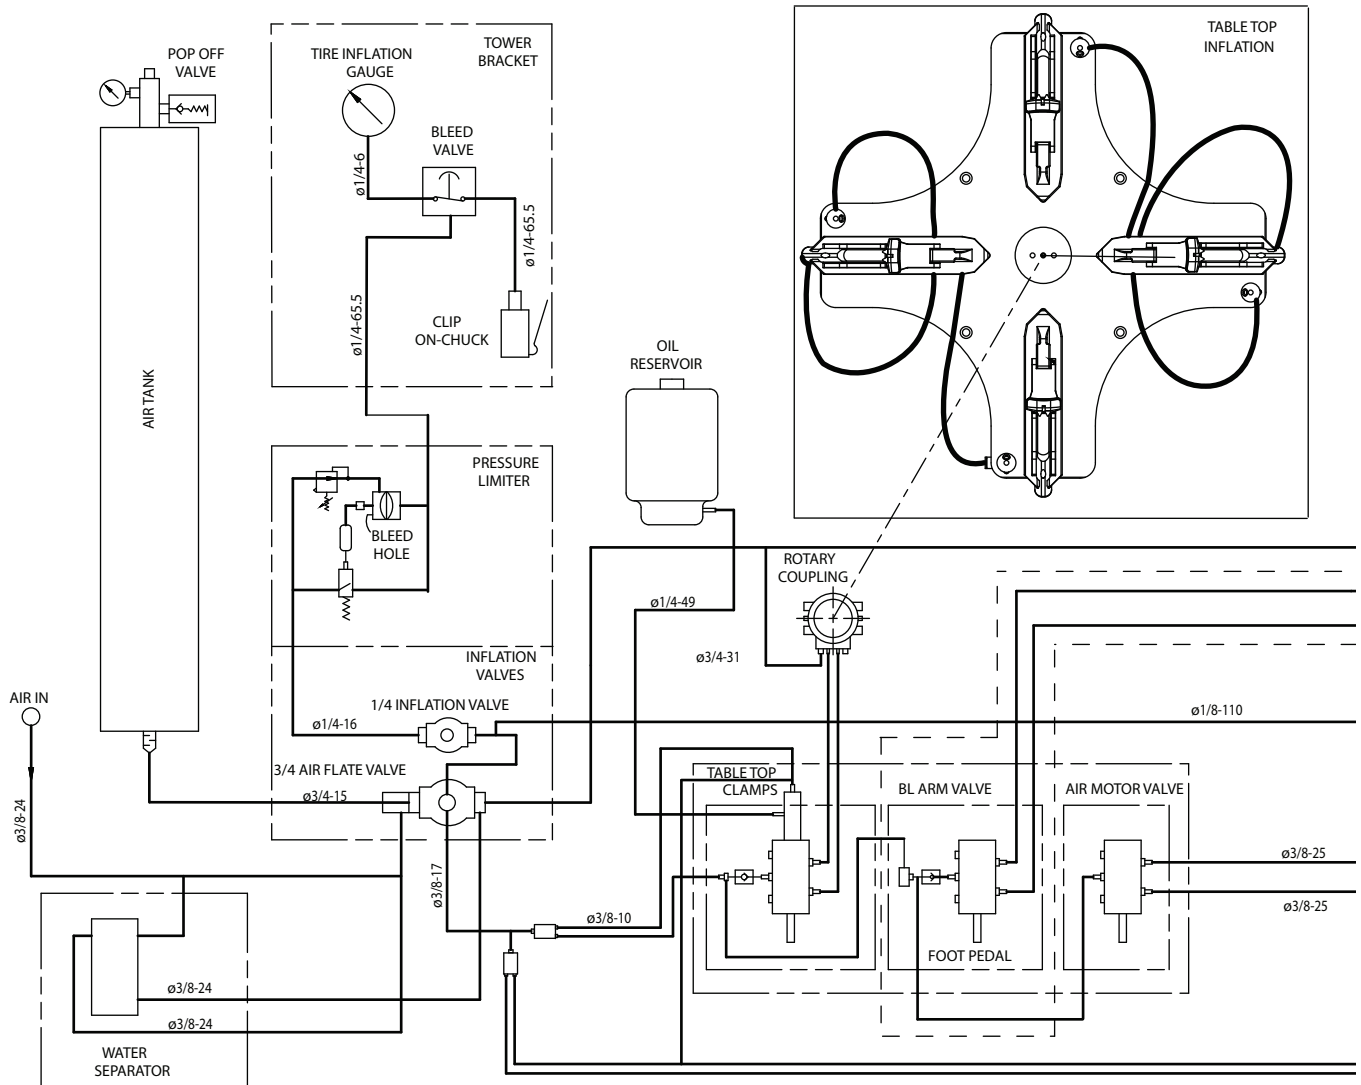 POP OFF
VALVE
TIRE INFLATION
GAUGE
TOWER
BRACKET
TABLE TOP
INFLATION
BLEED
VALVE
ø1/4-6
ø1/4-65.5
ø1/4-65.5
CLIP
ON-CHUCK
AIR TANK
OIL
RESERVOIR
PRESSURE
LIMITER
BLEED
HOLE
ROTARY
COUPLING
ø1/4-49
ø3/4-31
INFLATION
VALVES
AIR IN
1/4 INFLATION VALVE
ø1/4-16
ø1/8-110
3/4 AIR FLATE VALVE
ø3/4-15
TABLE TOP
CLAMPS
BL ARM VALVE
AIR MOTOR VALVE
ø3/8-24
ø3/8-17
ø3/8-25
ø3/8-25
ø3/8-10
FOOT PEDAL
ø3/8-24
ø3/8-24
WATER
SEPARATOR